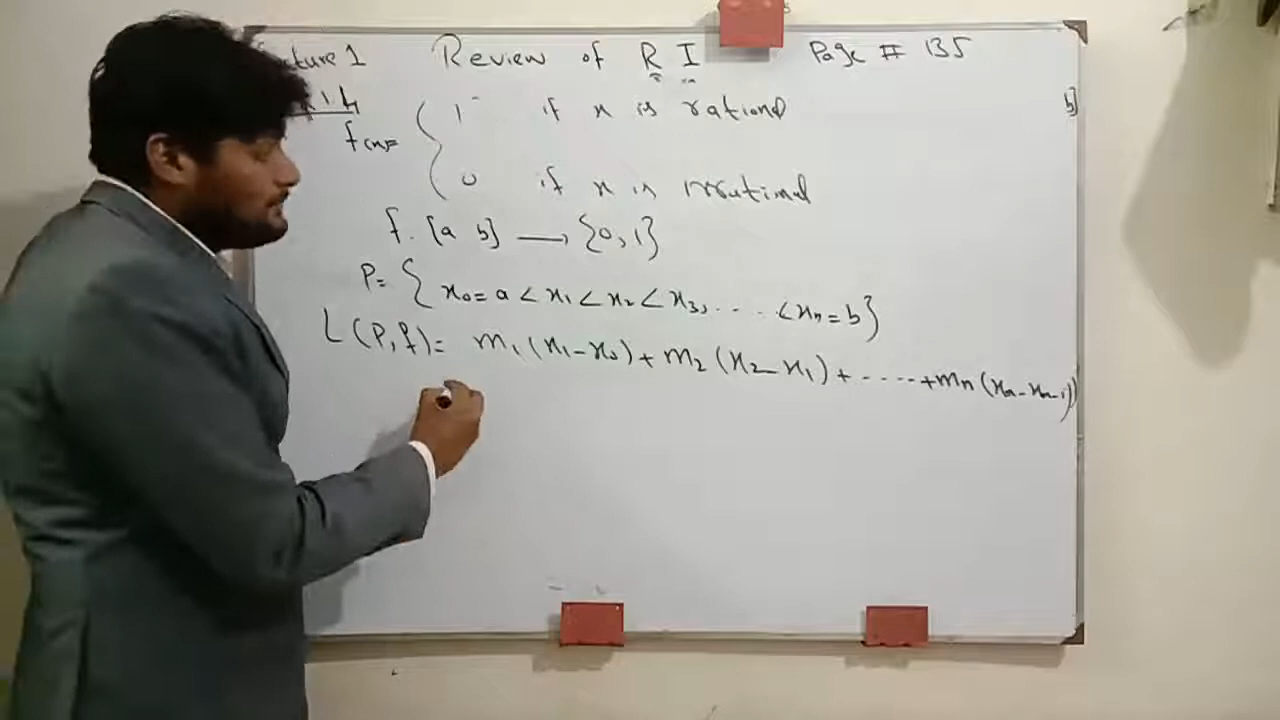 cture 1 Review of R I Page # 135
f(x)= { 1 if x is rational
b]
0 if x is irrational
f. [a b] → {0,1}
P= { x₀=a < x₁ < x₂ < x₃, .... < xₙ=b}
L(P,f)= m₁(x₁-x₀)+m₂(x₂-x₁)+.....+mₙ(xₙ-xₙ₋₁)